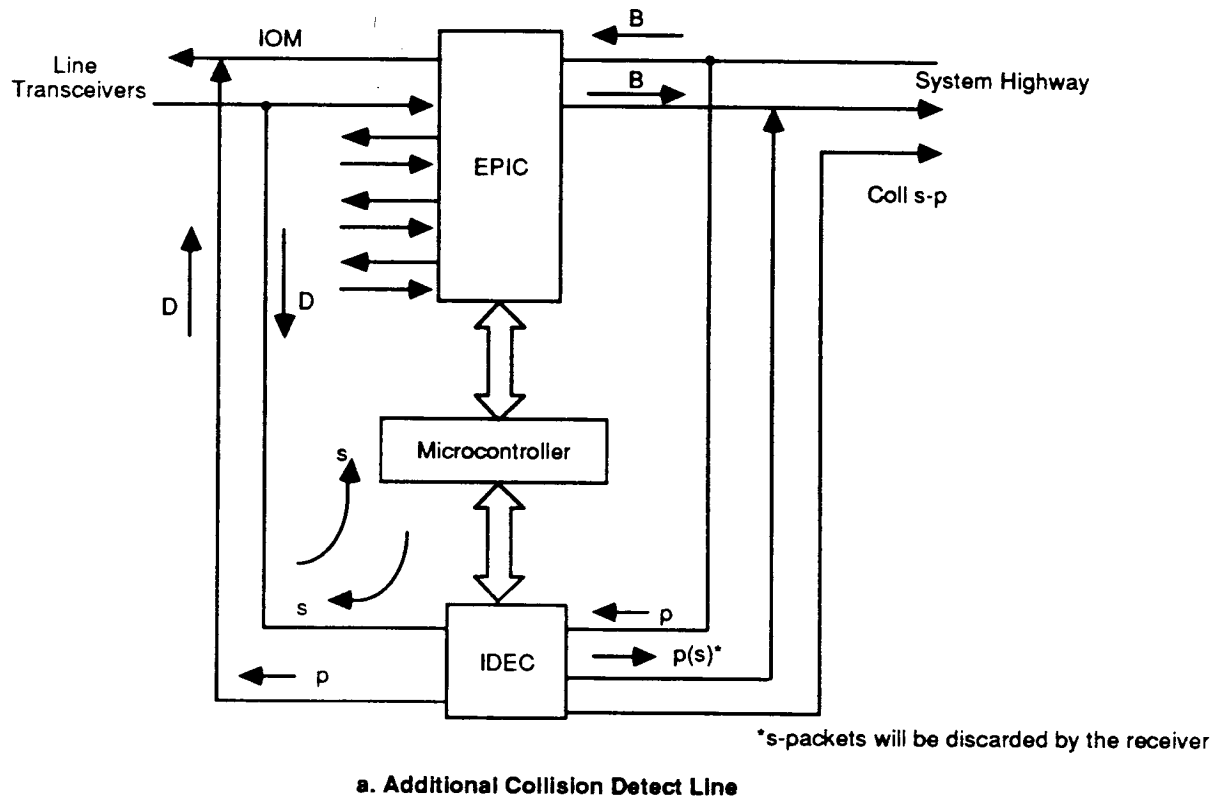 B
IOM
Line
Transceivers
System Highway
B
EPIC
Coll s-p
D
D
Microcontroller
s
s
p
IDEC
p(s)*
p
*s-packets will be discarded by the receiver
a. Additional Collision Detect Line